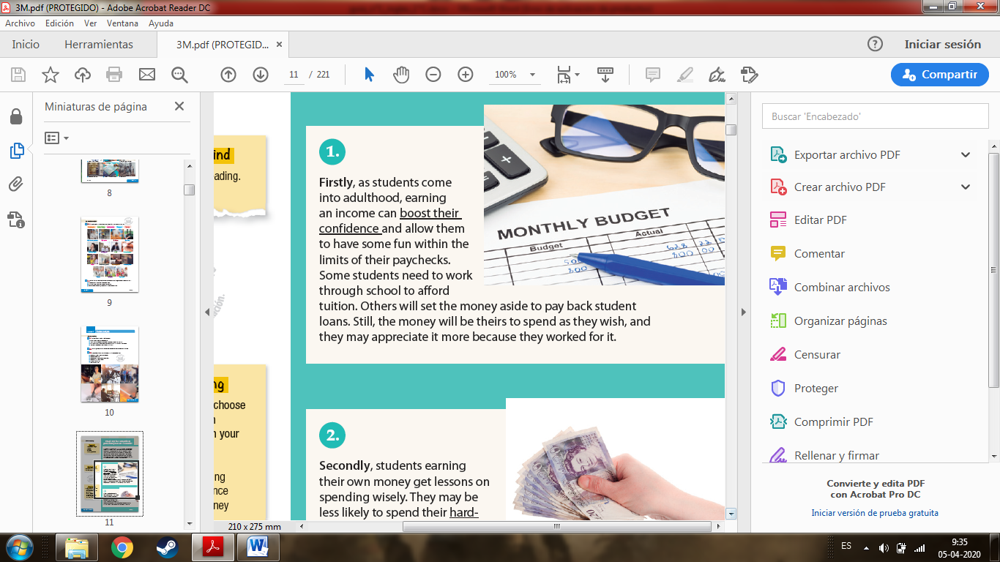 3M.pdf (PROTEGIDO) - Adobe Acrobat Reader DC
Archivo Edición Ver Ventana Ayuda
Inicio Herramientas 3M.pdf (PROTEGID... × Iniciar sesión
11 / 221 100% Compartir
Miniaturas de página
8
9
10
11
ind
eading.
ación.
ng
choose
n
n your
ng
nce
ney
1.
Firstly, as students come
into adulthood, earning
an income can boost their
confidence and allow them
to have some fun within the
limits of their paychecks.
Some students need to work
through school to afford
tuition. Others will set the money aside to pay back student
loans. Still, the money will be theirs to spend as they wish, and
they may appreciate it more because they worked for it.
MONTHLY BUDGET
Budget Actual
2.
Secondly, students earning
their own money get lessons on
spending wisely. They may be
less likely to spend their hard-
210 x 275 mm
Buscar 'Encabezado'
Exportar archivo PDF
Crear archivo PDF
Editar PDF
Comentar
Combinar archivos
Organizar páginas
Censurar
Proteger
Comprimir PDF
Rellenar y firmar
Convierte y edita PDF
con Acrobat Pro DC
Iniciar versión de prueba gratuita
ES 9:35
05-04-2020